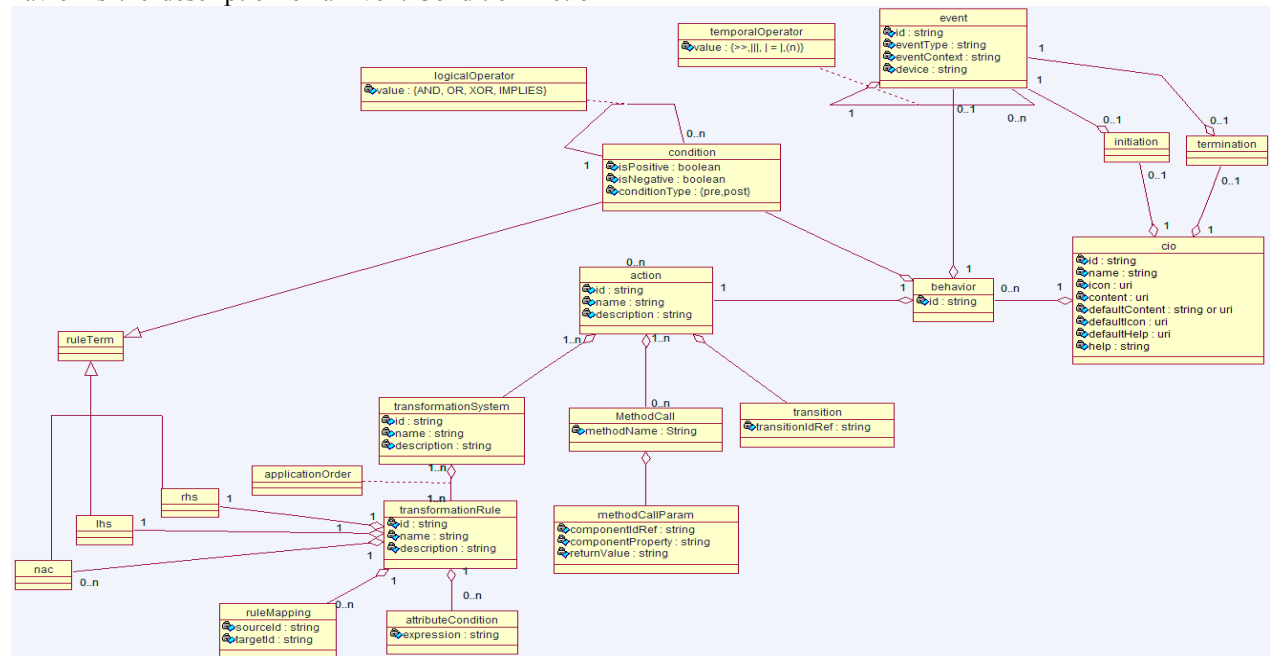 event
id : string
eventType : string
eventContext : string
device : string
temporalOperator
value : {>>,|||, | = |,(n)}
logicalOperator
value : {AND, OR, XOR, IMPLIES}
1
1
1
0..1
0..n
0..1
0..1
initiation
termination
0..1
0..1
0..n
1
condition
isPositive : boolean
isNegative : boolean
conditionType : {pre,post}
1
1
cio
id : string
name : string
icon : uri
content : uri
defaultContent : string or uri
defaultIcon : uri
defaultHelp : uri
help : string
0..n
action
id : string
name : string
description : string
1
1
1
behavior
id : string
0..n
1
ruleTerm
1..n
1..n
transformationSystem
id : string
name : string
description : string
0..n
MethodCall
methodName : String
transition
transitionIdRef : string
applicationOrder
1..n
1..n
rhs
1
lhs
1
nac
0..n
1
1
1
transformationRule
id : string
name : string
description : string
methodCallParam
componentIdRef : string
componentProperty : string
returnValue : string
1
1
0..n
0..n
ruleMapping
sourceId : string
targetId : string
attributeCondition
expression : string